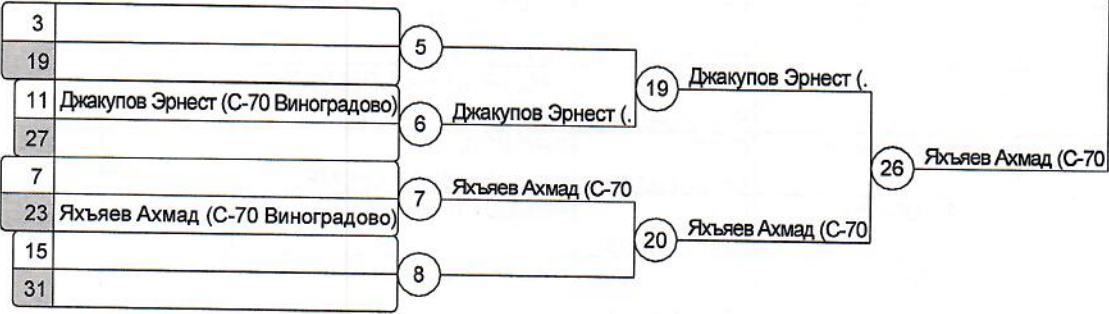 3
5
19
19 Джакупов Эрнест (.
11 Джакупов Эрнест (С-70 Виноградово)
6 Джакупов Эрнест (.
27
26 Яхъяев Ахмад (С-70
7
7 Яхъяев Ахмад (С-70
23 Яхъяев Ахмад (С-70 Виноградово)
20 Яхъяев Ахмад (С-70
15
8
31